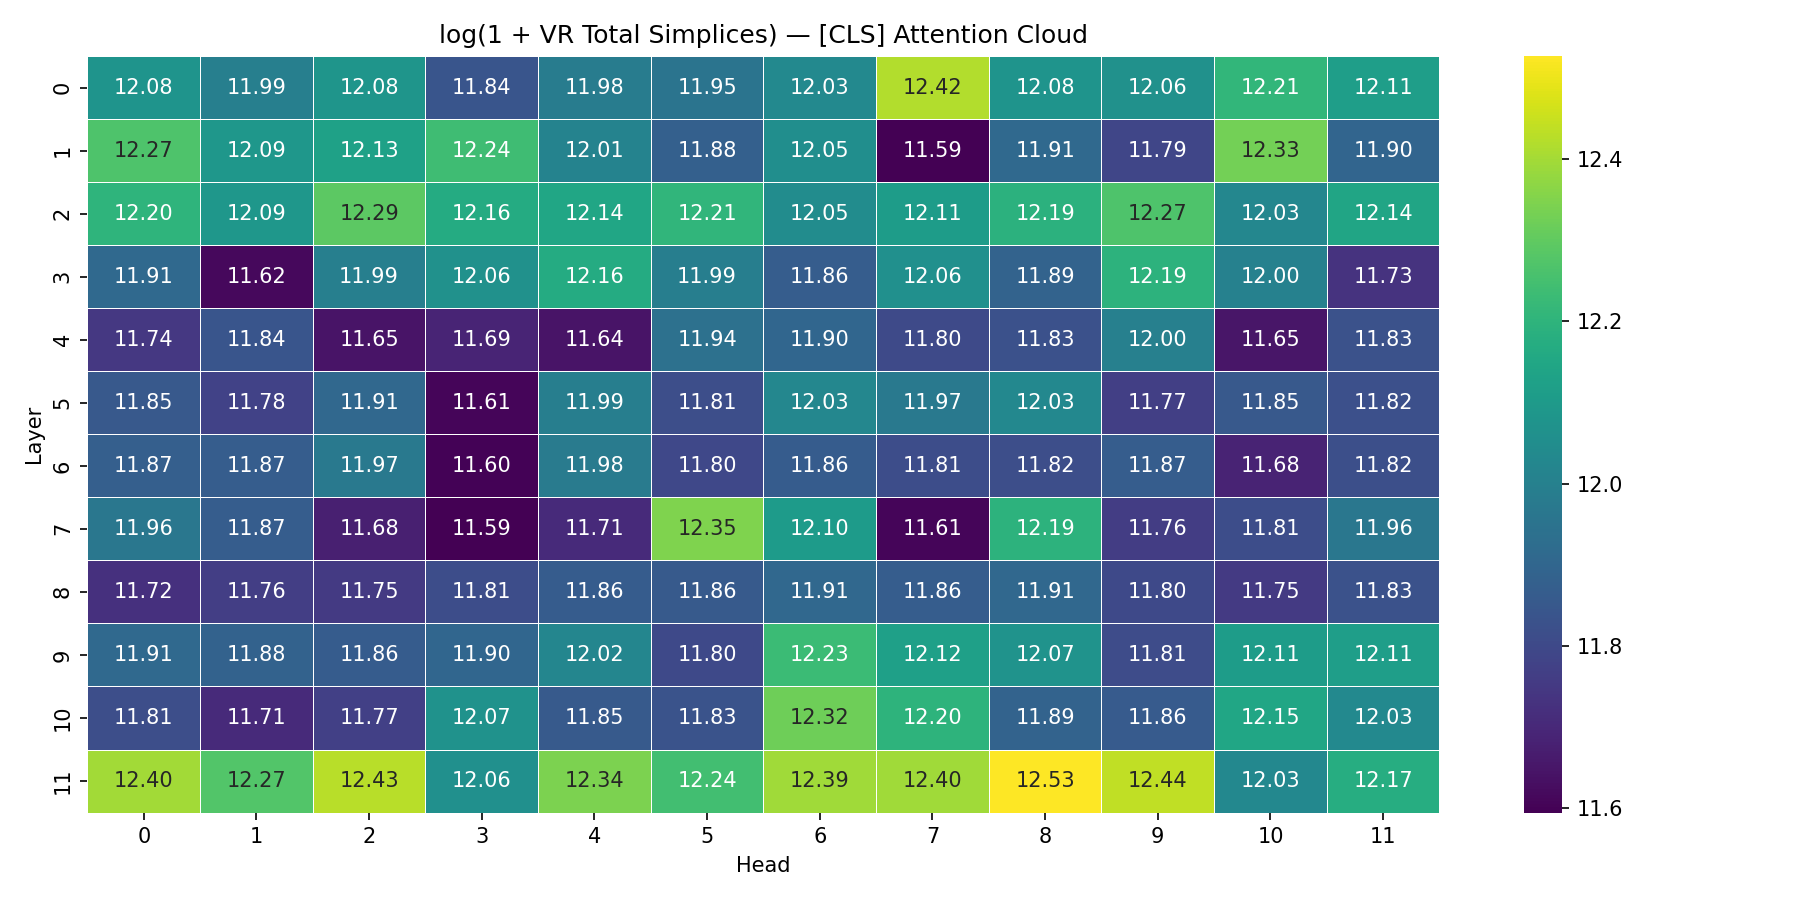 log(1 + VR Total Simplices) — [CLS] Attention Cloud
0 12.08 11.99 12.08 11.84 11.98 11.95 12.03 12.42 12.08 12.06 12.21 12.11
1 12.27 12.09 12.13 12.24 12.01 11.88 12.05 11.59 11.91 11.79 12.33 11.90
2 12.20 12.09 12.29 12.16 12.14 12.21 12.05 12.11 12.19 12.27 12.03 12.14
3 11.91 11.62 11.99 12.06 12.16 11.99 11.86 12.06 11.89 12.19 12.00 11.73
4 11.74 11.84 11.65 11.69 11.64 11.94 11.90 11.80 11.83 12.00 11.65 11.83
5 11.85 11.78 11.91 11.61 11.99 11.81 12.03 11.97 12.03 11.77 11.85 11.82
6 11.87 11.87 11.97 11.60 11.98 11.80 11.86 11.81 11.82 11.87 11.68 11.82
7 11.96 11.87 11.68 11.59 11.71 12.35 12.10 11.61 12.19 11.76 11.81 11.96
8 11.72 11.76 11.75 11.81 11.86 11.86 11.91 11.86 11.91 11.80 11.75 11.83
9 11.91 11.88 11.86 11.90 12.02 11.80 12.23 12.12 12.07 11.81 12.11 12.11
10 11.81 11.71 11.77 12.07 11.85 11.83 12.32 12.20 11.89 11.86 12.15 12.03
11 12.40 12.27 12.43 12.06 12.34 12.24 12.39 12.40 12.53 12.44 12.03 12.17
0 1 2 3 4 5 6 7 8 9 10 11
Head
Layer
12.4
12.2
12.0
11.8
11.6